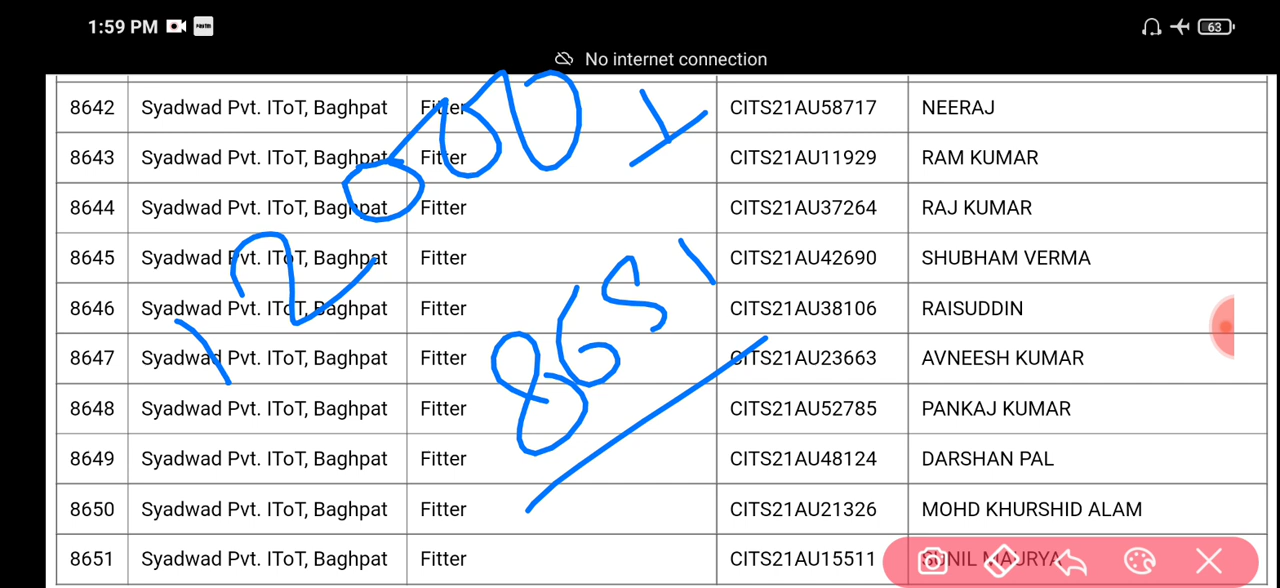 1:59 PM Paytm 63
No internet connection
8642 Syadwad Pvt. IToT, Baghpat Fitter CITS21AU58717 NEERAJ
8643 Syadwad Pvt. IToT, Baghpat Fitter CITS21AU11929 RAM KUMAR
8644 Syadwad Pvt. IToT, Baghpat Fitter CITS21AU37264 RAJ KUMAR
8645 Syadwad Pvt. IToT, Baghpat Fitter CITS21AU42690 SHUBHAM VERMA
8646 Syadwad Pvt. IToT, Baghpat Fitter CITS21AU38106 RAISUDDIN
8647 Syadwad Pvt. IToT, Baghpat Fitter CITS21AU23663 AVNEESH KUMAR
8648 Syadwad Pvt. IToT, Baghpat Fitter CITS21AU52785 PANKAJ KUMAR
8649 Syadwad Pvt. IToT, Baghpat Fitter CITS21AU48124 DARSHAN PAL
8650 Syadwad Pvt. IToT, Baghpat Fitter CITS21AU21326 MOHD KHURSHID ALAM
8651 Syadwad Pvt. IToT, Baghpat Fitter CITS21AU15511 SUNIL MAURYA
12000
8651